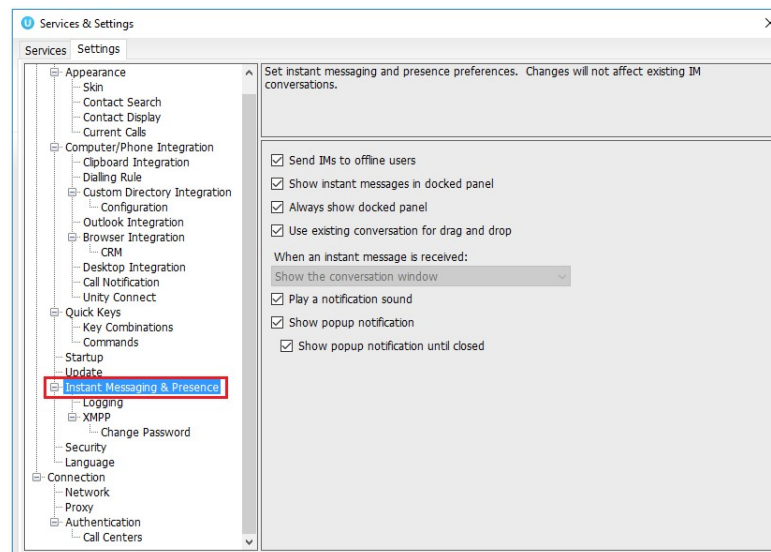 Services & Settings
Services Settings
Appearance
Skin
Contact Search
Contact Display
Current Calls
Computer/Phone Integration
Clipboard Integration
Dialling Rule
Custom Directory Integration
Configuration
Outlook Integration
Browser Integration
CRM
Desktop Integration
Call Notification
Unity Connect
Quick Keys
Key Combinations
Commands
Startup
Update
Instant Messaging & Presence
Logging
XMPP
Change Password
Security
Language
Connection
Network
Proxy
Authentication
Call Centers
Set instant messaging and presence preferences. Changes will not affect existing IM
conversations.
Send IMs to offline users
Show instant messages in docked panel
Always show docked panel
Use existing conversation for drag and drop
When an instant message is received:
Show the conversation window
Play a notification sound
Show popup notification
Show popup notification until closed